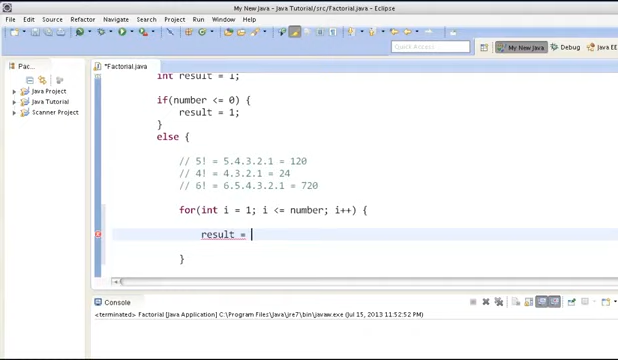 My New Java - Java Tutorial/src/Factorial.java - Eclipse
File Edit Source Refactor Navigate Search Project Run Window Help
Quick Access
My New Java Debug Java EE
Pac...
*Factorial.java
Java Project
Java Tutorial
Scanner Project
int result = 1;
if(number <= 0) {
result = 1;
}
else {
// 5! = 5.4.3.2.1 = 120
// 4! = 4.3.2.1 = 24
// 6! = 6.5.4.3.2.1 = 720
for(int i = 1; i <= number; i++) {
result =
}
Console
<terminated> Factorial [Java Application] C:\Program Files\Java\jre7\bin\javaw.exe (Jul 15, 2013 11:52:52 PM)